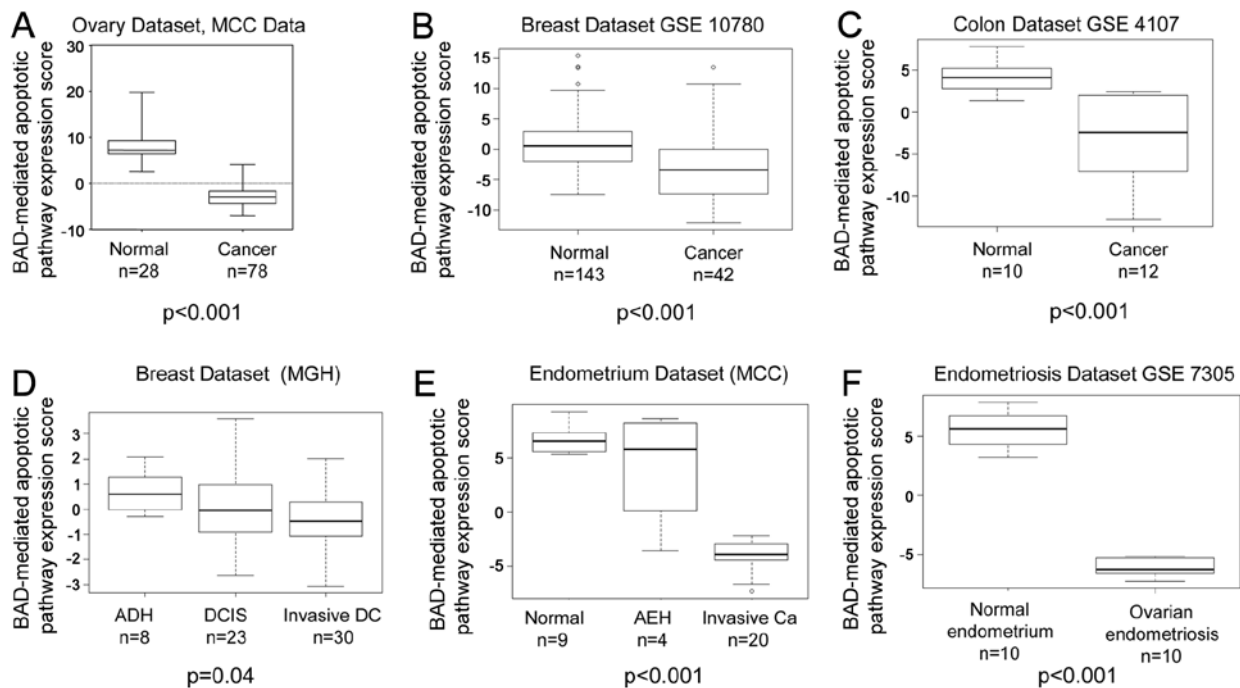 A
Ovary Dataset, MCC Data
BAD-mediated apoptotic
pathway expression score
30
20
10
0
-10
Normal
Cancer
n=28
n=78
p<0.001
B
Breast Dataset GSE 10780
BAD-mediated apoptotic
pathway expression score
15
10
5
0
-5
-10
Normal
Cancer
n=143
n=42
p<0.001
C
Colon Dataset GSE 4107
BAD-mediated apoptotic
pathway expression score
5
0
-5
-10
Normal
Cancer
n=10
n=12
p<0.001
D
Breast Dataset (MGH)
BAD-mediated apoptotic
pathway expression score
3
2
1
0
-1
-2
-3
ADH
DCIS
Invasive DC
n=8
n=23
n=30
p=0.04
E
Endometrium Dataset (MCC)
BAD-mediated apoptotic
pathway expression score
5
0
-5
Normal
AEH
Invasive Ca
n=9
n=4
n=20
p<0.001
F
Endometriosis Dataset GSE 7305
BAD-mediated apoptotic
pathway expression score
5
0
-5
Normal
endometrium
n=10
Ovarian
endometriosis
n=10
p<0.001